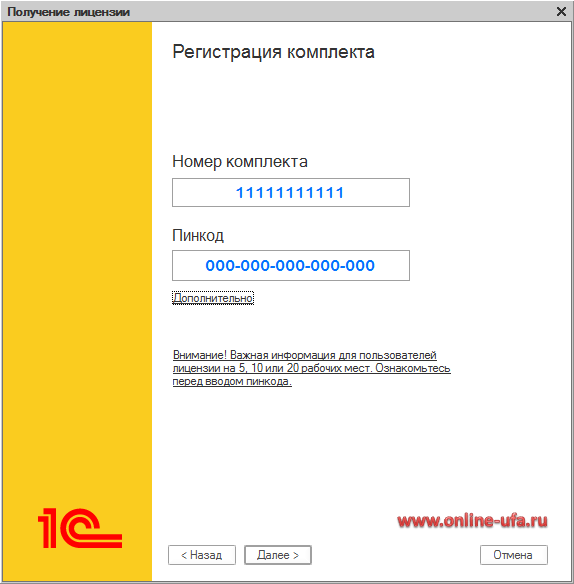 Получение лицензии
Регистрация комплекта
Номер комплекта
11111111111
Пинкод
000-000-000-000-000
Дополнительно
Внимание! Важная информация для пользователей
лицензии на 5, 10 или 20 рабочих мест. Ознакомьтесь
перед вводом пинкода.
1С
www.online-ufa.ru
< Назад
Далее >
Отмена